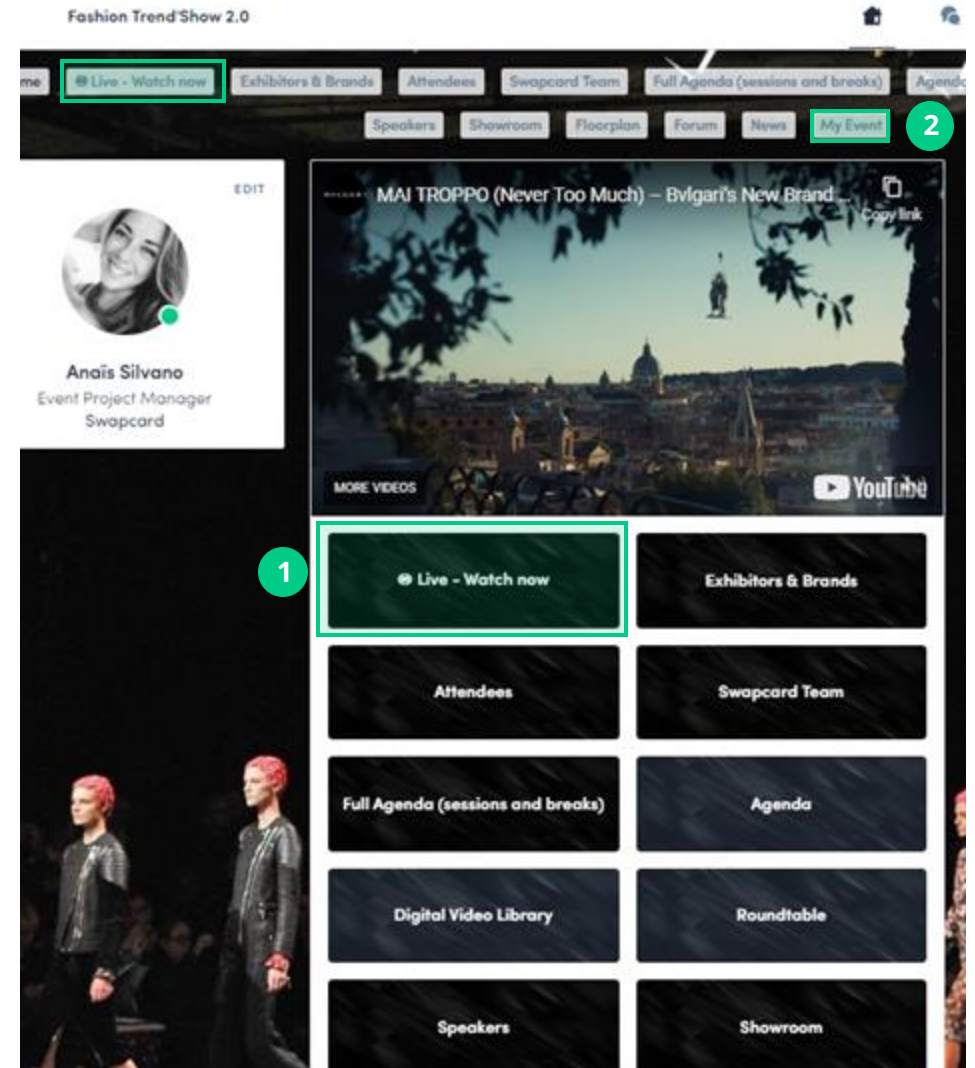 Fashion Trend Show 2.0
me
Live - Watch now
Exhibitors & Brands
Attendees
Swapcard Team
Full Agenda (sessions and breaks)
Agenda
Speakers
Showroom
Floorplan
Forum
News
My Event
2
EDIT
Anaïs Silvano
Event Project Manager
Swapcard
MAI TROPPO (Never Too Much) – Bvlgari's New Brand ...
Copy link
MORE VIDEOS
YouTube
1
Live - Watch now
Exhibitors & Brands
Attendees
Swapcard Team
Full Agenda (sessions and breaks)
Agenda
Digital Video Library
Roundtable
Speakers
Showroom